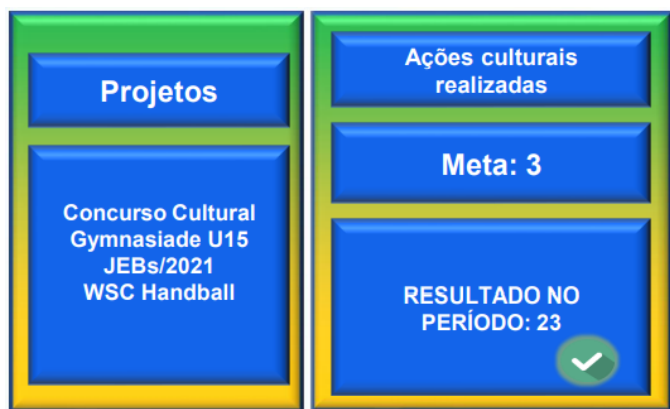 Projetos
Concurso Cultural
Gymnasiade U15
JEBs/2021
WSC Handball
Ações culturais
realizadas
Meta: 3
RESULTADO NO
PERÍODO: 23